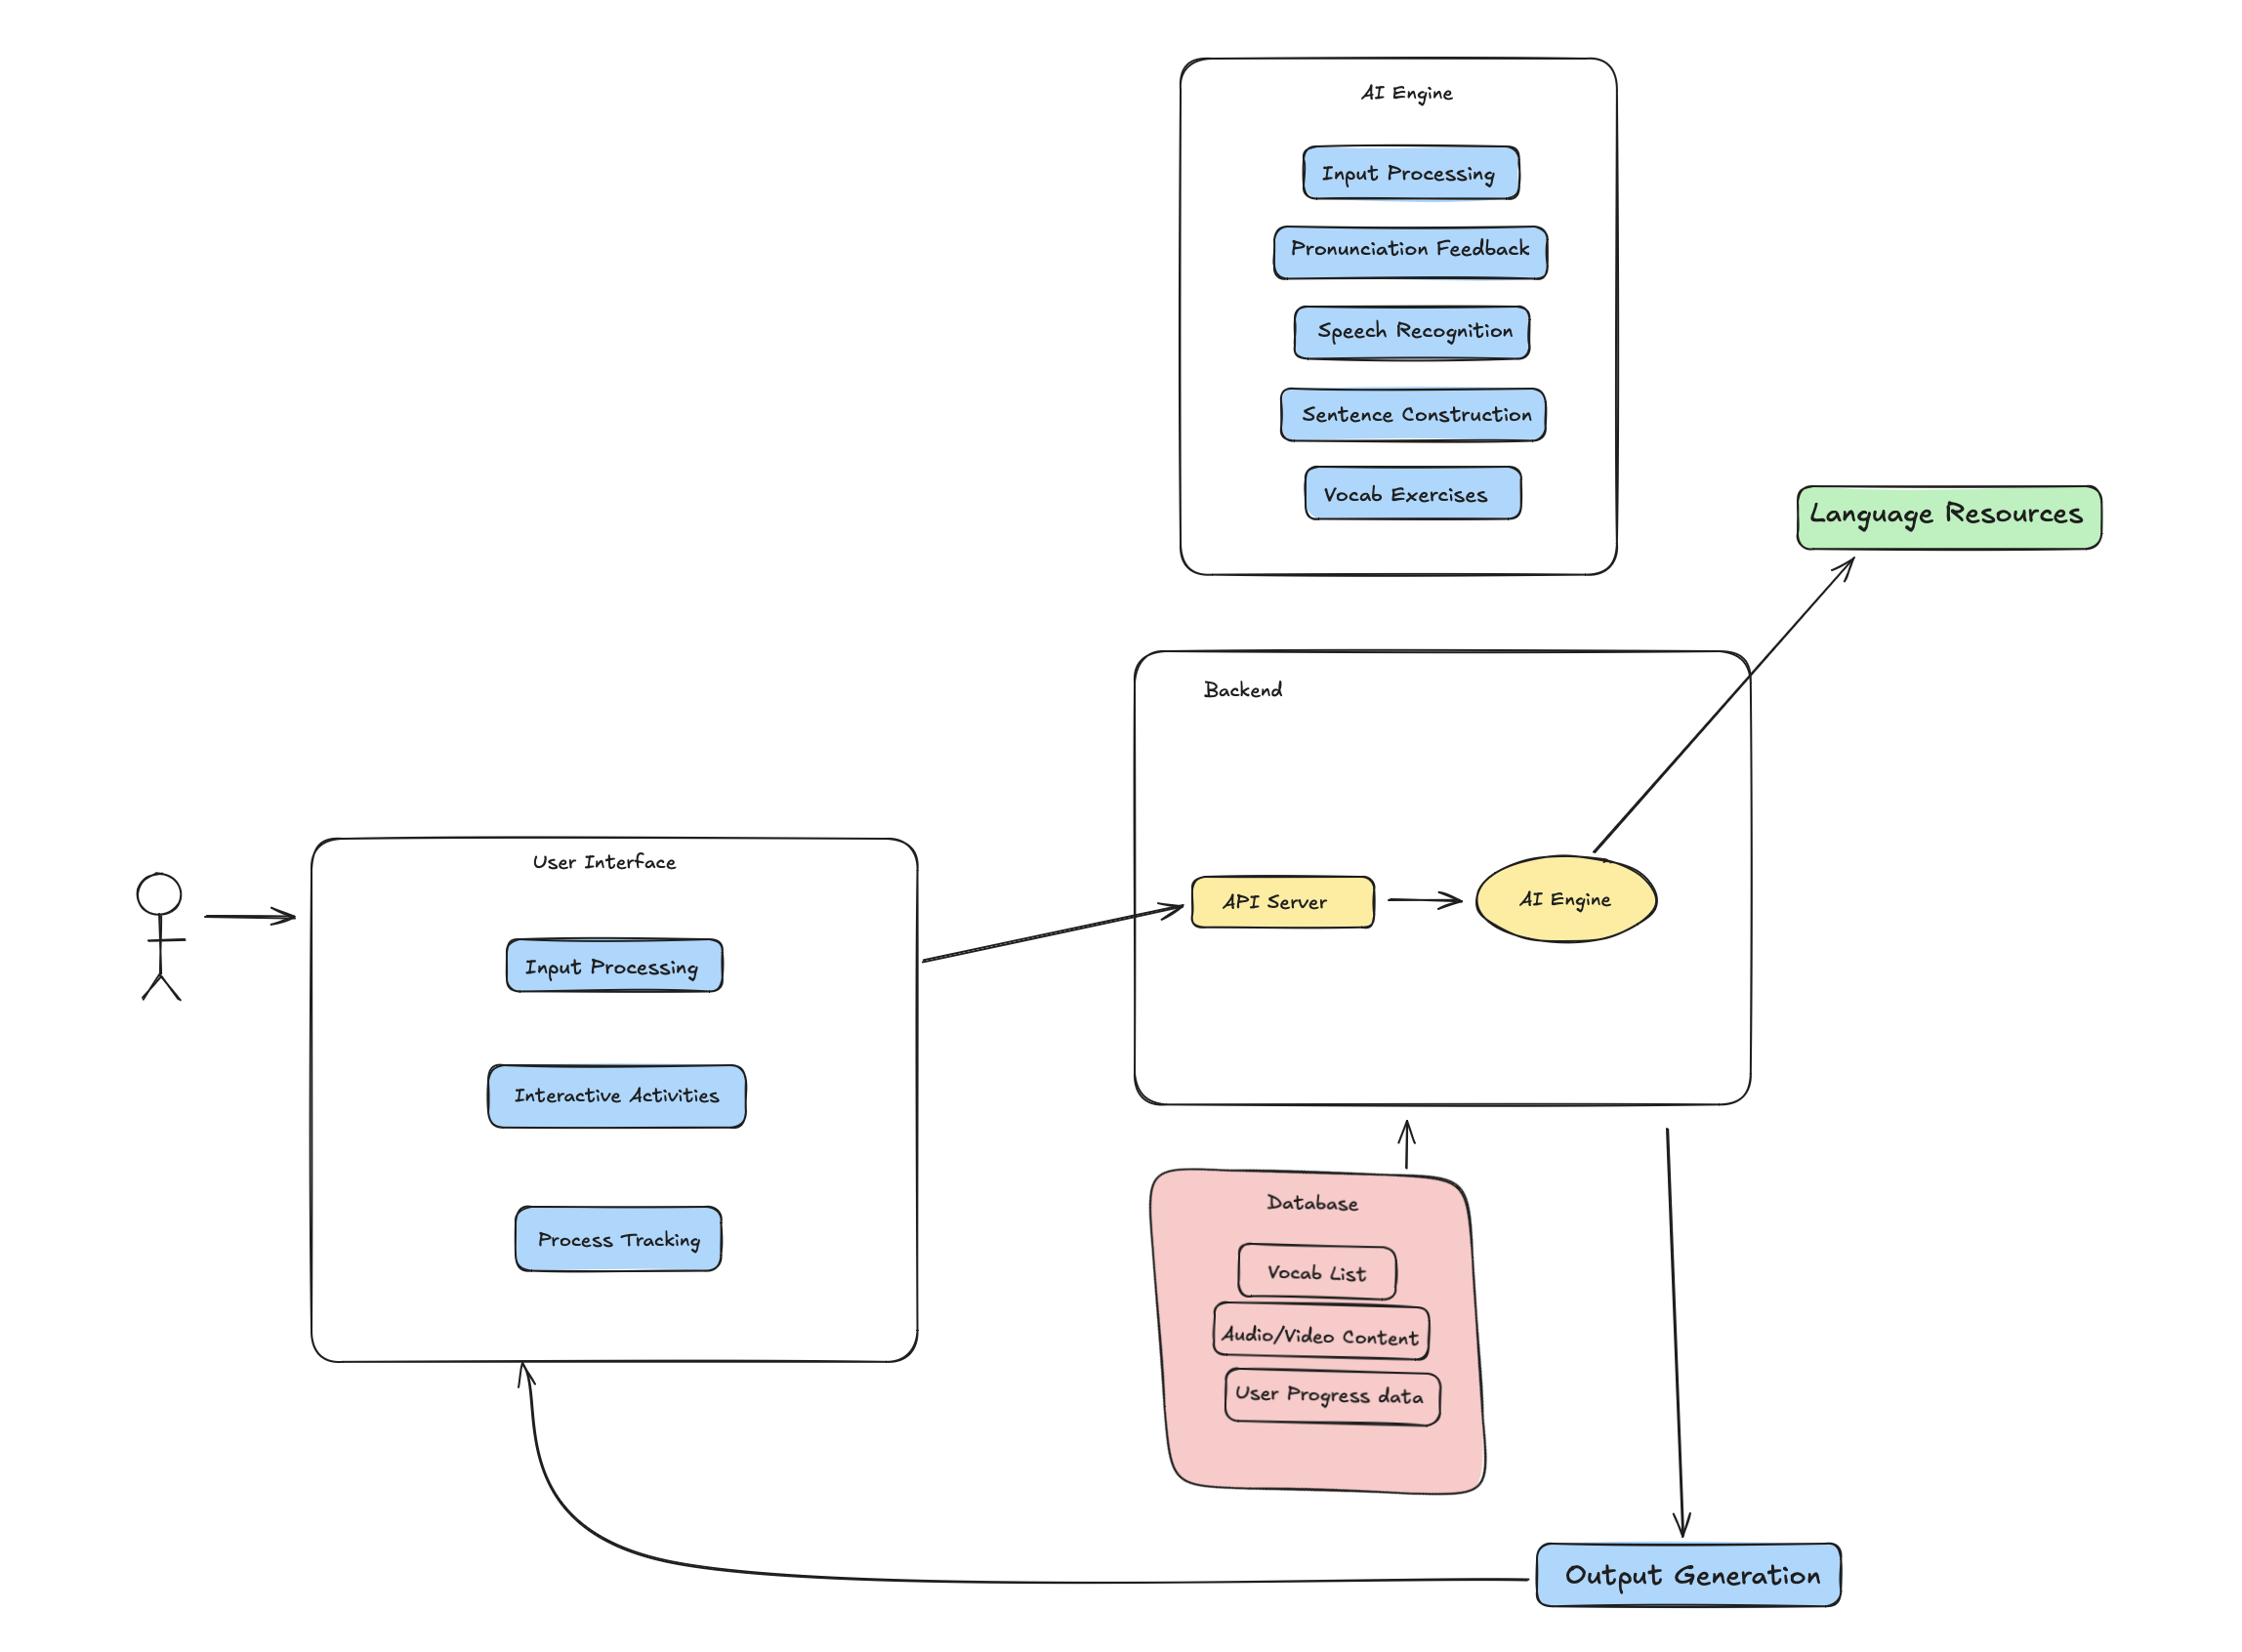 AI Engine
Input Processing
Pronunciation Feedback
Speech Recognition
Sentence Construction
Vocab Exercises
Language Resources
Backend
API Server
AI Engine
User Interface
Input Processing
Interactive Activities
Process Tracking
Database
Vocab List
Audio/Video Content
User Progress data
Output Generation